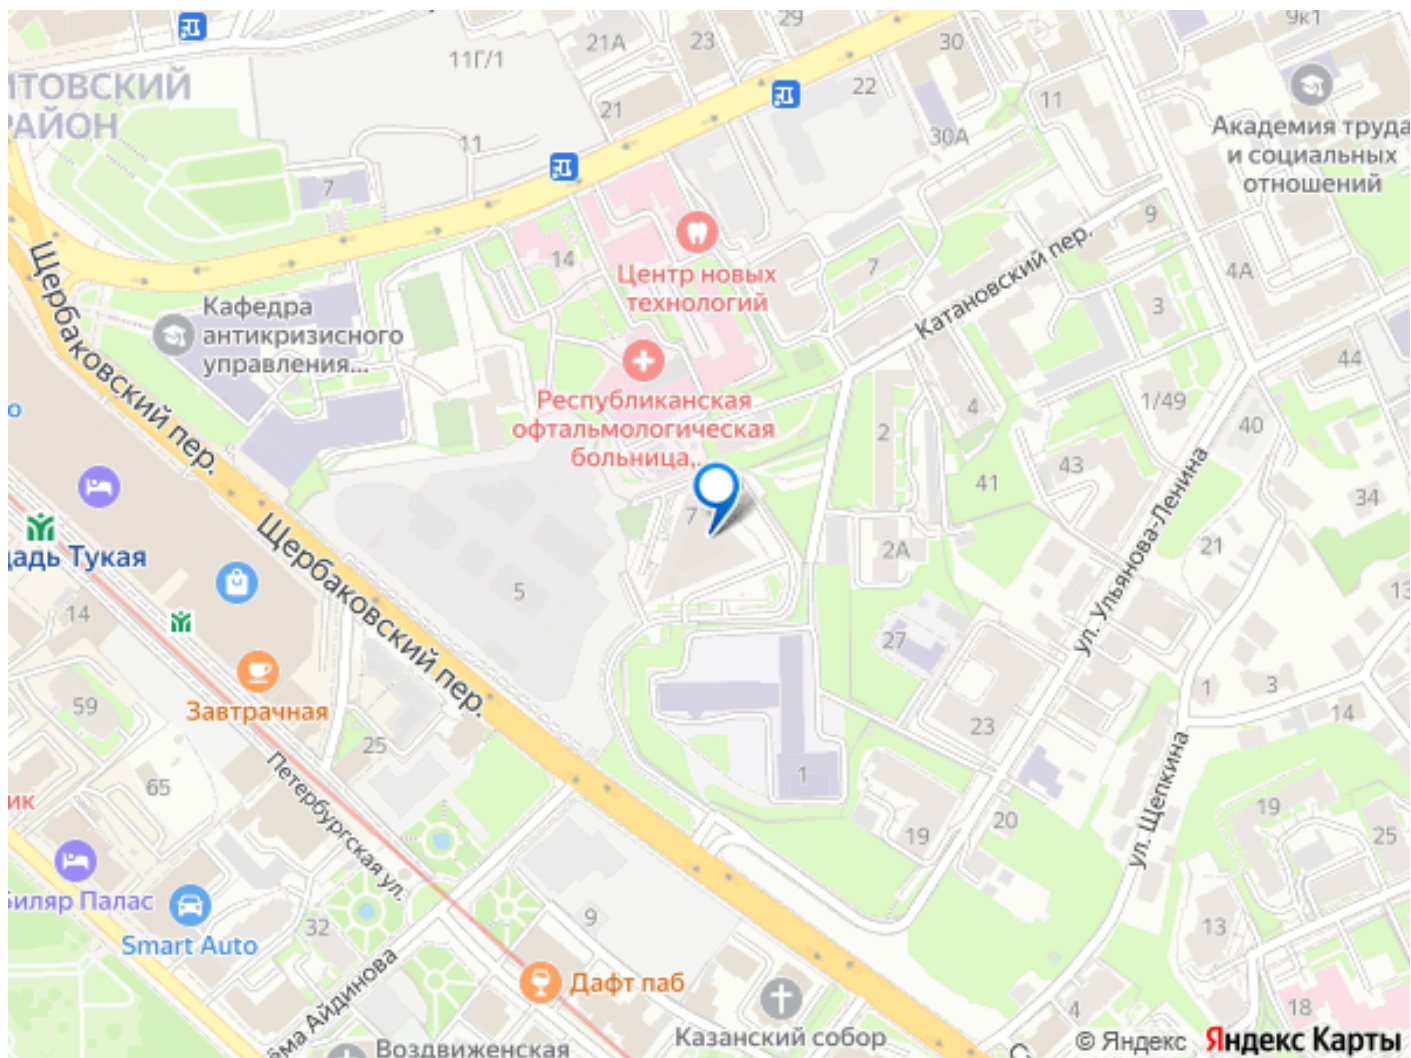 29
9к1
11Г/1
21А
23
30
22
11
ИТОВСКИЙ
РАЙОН
21
30А
11
Академия труда
и социальных
отношений
7
14
Центр новых
технологий
7
Катановский пер.
9
4А
3
Щербаковский пер.
Кафедра
антикризисного
управления...
Республиканская
офтальмологическая
больница,.
44
4
1/49
2
40
43
41
34
7
Щербаковский пер.
адь Тукая
2А
21
ул. Ульянова-Ленина
13
5
14
27
Завтрачная
59
25
23
1
3
14
65
ик
1
Петербургская ул.
19
20
ул. Щепкина
19
25
Биляр Палас
Smart Auto
32
9
13
Дафт паб
ёма Айдинова
Казанский собор
4
18
Воздвиженская
© Яндекс Яндекс Карты